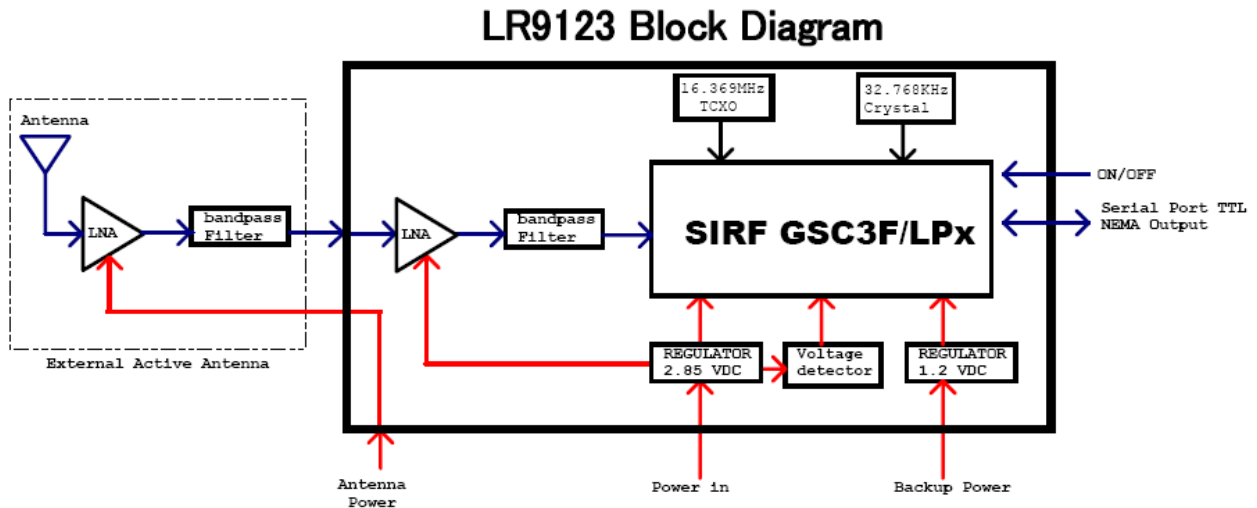 LR9123 Block Diagram
16.369MHz
TCXO
32.768KHz
Crystal
Antenna
LNA
bandpass
Filter
LNA
bandpass
Filter
SIRF GSC3F/LPx
ON/OFF
Serial Port TTL
NEMA Output
External Active Antenna
REGULATOR
2.85 VDC
Voltage
detector
REGULATOR
1.2 VDC
Antenna
Power
Power in
Backup Power